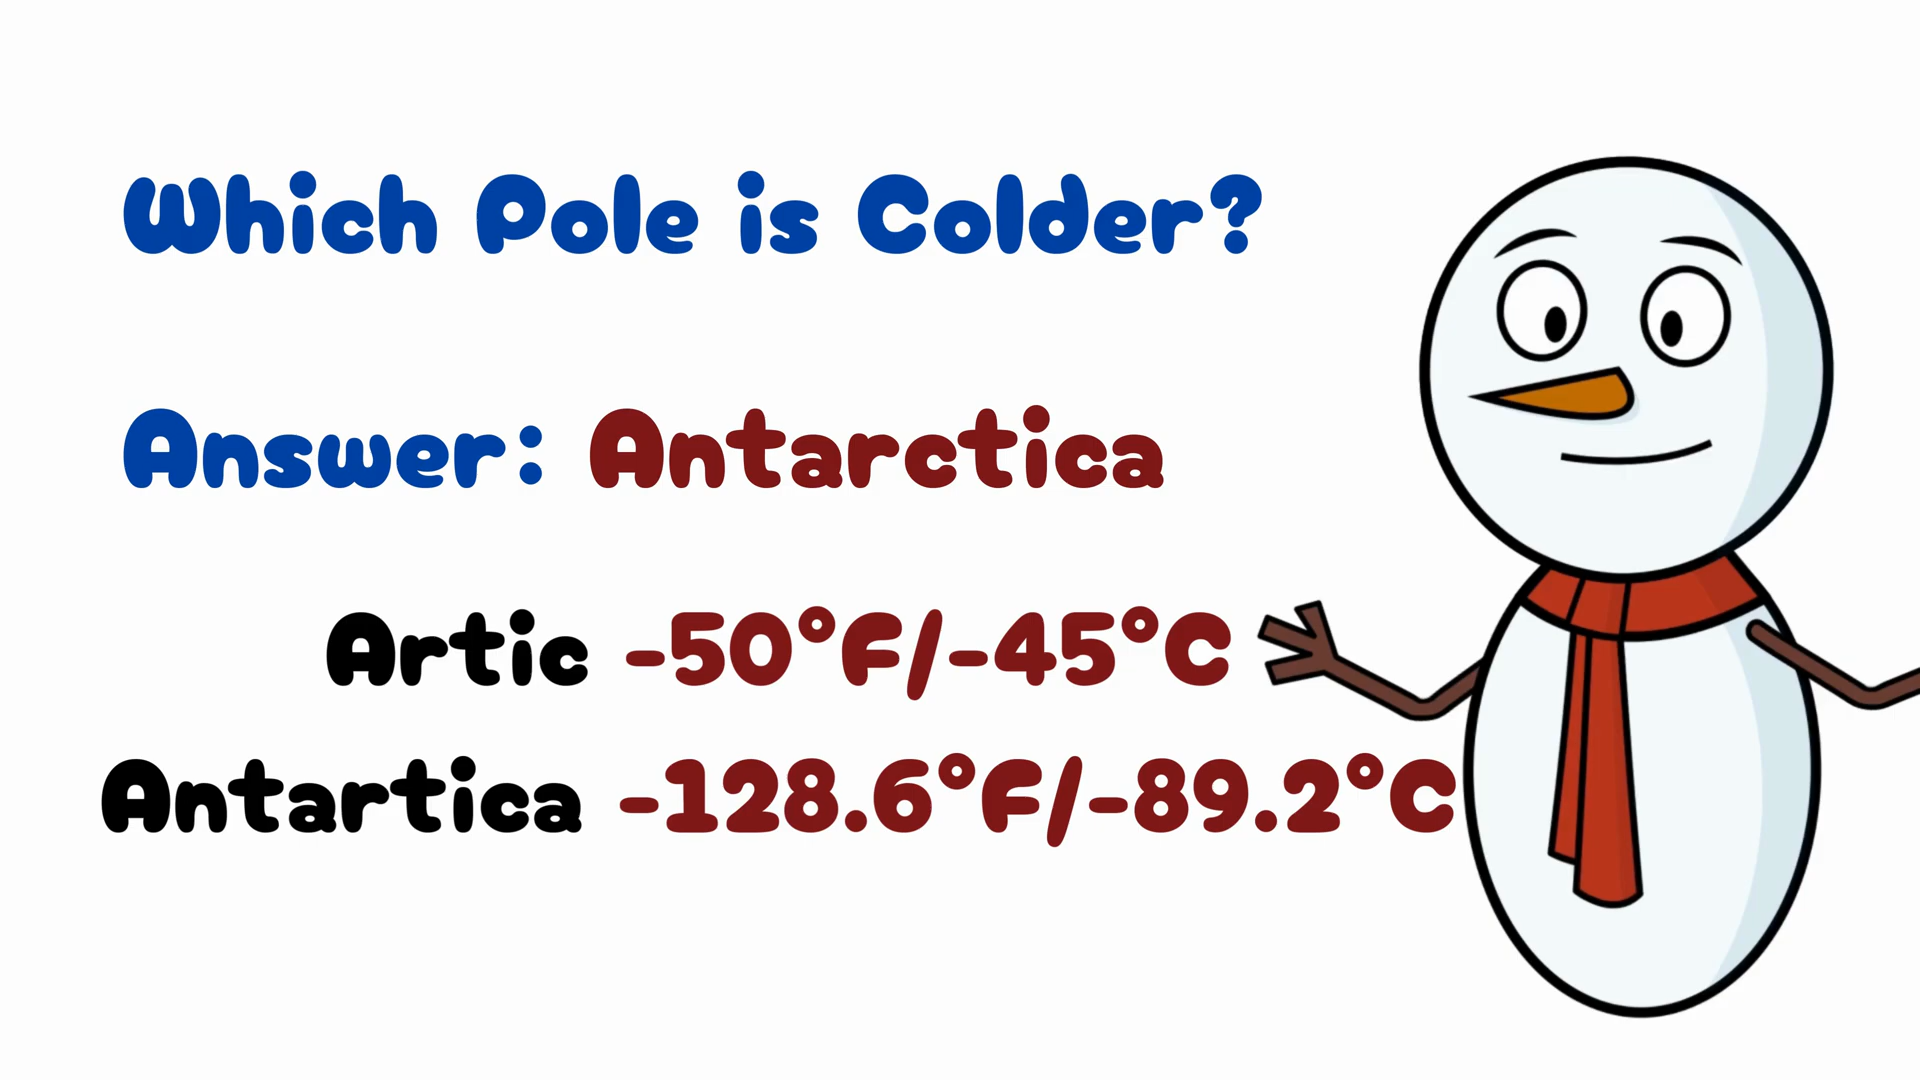 Which Pole is Colder?
Answer: Antarctica
Artic -50°F/-45°C
Antartica -128.6°F/-89.2°C